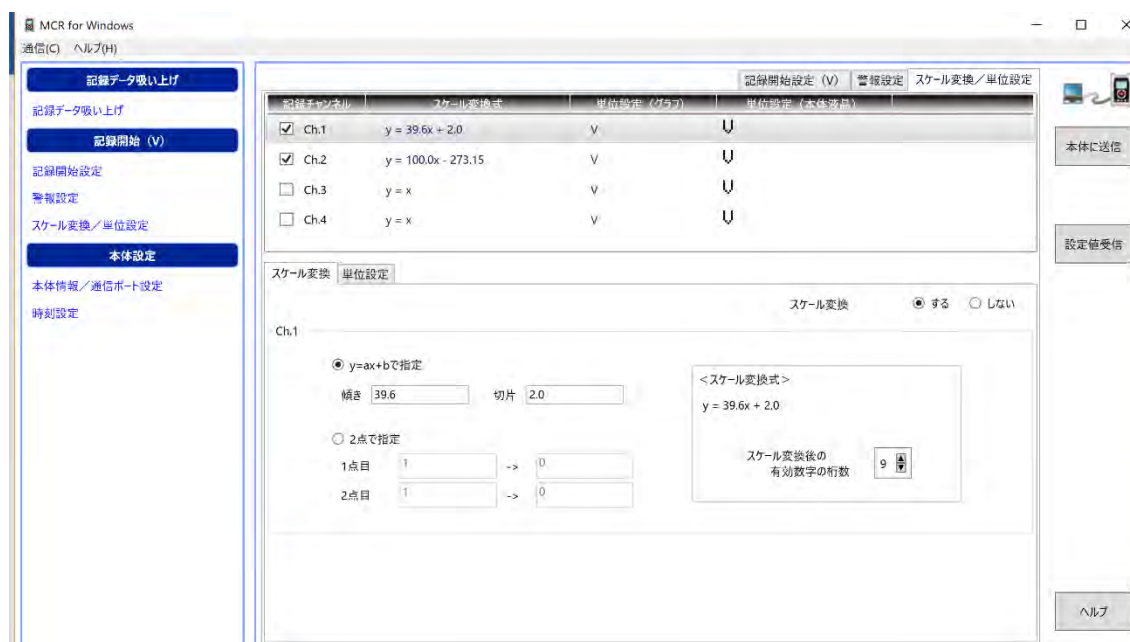 MCR for Windows
通信(C) ヘルプ(H)
記録データ吸い上げ
記録データ吸い上げ
記録開始 (V)
記録開始設定
警報設定
スケール変換／単位設定
本体設定
本体情報／通信ポート設定
時刻設定
記録開始設定 (V) 警報設定 スケール変換／単位設定
記録チャンネル スケール変換式 単位設定 (グラフ) 単位設定 (本体液晶)
Ch.1 y = 39.6x + 2.0 V V
Ch.2 y = 100.0x - 273.15 V V
Ch.3 y = x V V
Ch.4 y = x V V
スケール変換 単位設定
スケール変換 する しない
Ch.1
y=ax+bで指定
傾き 39.6 切片 2.0
2点で指定
1点目 1 -> 0
2点目 1 -> 0
＜スケール変換式＞
y = 39.6x + 2.0
スケール変換後の
有効数字の桁数 9
本体に送信
設定値受信
ヘルプ